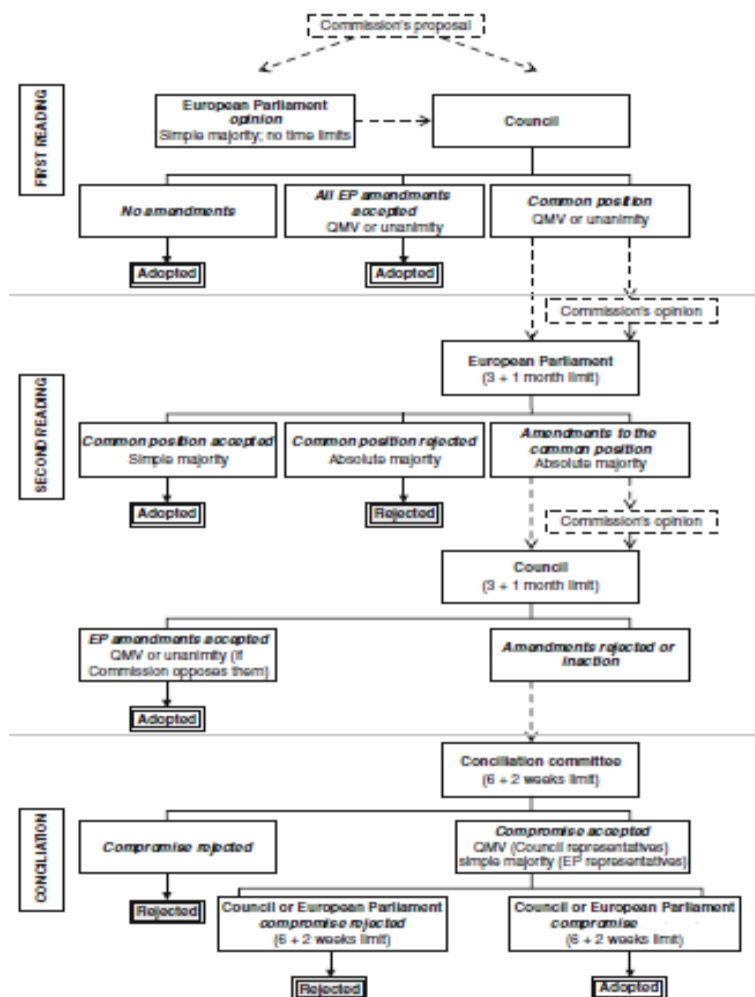 Commission's proposal
FIRST READING
European Parliament
opinion
Simple majority; no time limits
Council
No amendments
All EP amendments
accepted
QMV or unanimity
Common position
QMV or unanimity
Adopted
Adopted
Commission's opinion
SECOND READING
European Parliament
(3 + 1 month limit)
Common position accepted
Simple majority
Common position rejected
Absolute majority
Amendments to the
common position
Absolute majority
Adopted
Rejected
Commission's opinion
Council
(3 + 1 month limit)
EP amendments accepted
QMV or unanimity (if
Commission opposes them)
Amendments rejected or
inaction
Adopted
CONCILIATION
Conciliation committee
(6 + 2 weeks limit)
Compromise rejected
Compromise accepted
QMV (Council representatives)
simple majority (EP representatives)
Rejected
Council or European Parliament
compromise rejected
(6 + 2 weeks limit)
Council or European Parliament
compromise
(6 + 2 weeks limit)
Rejected
Adopted